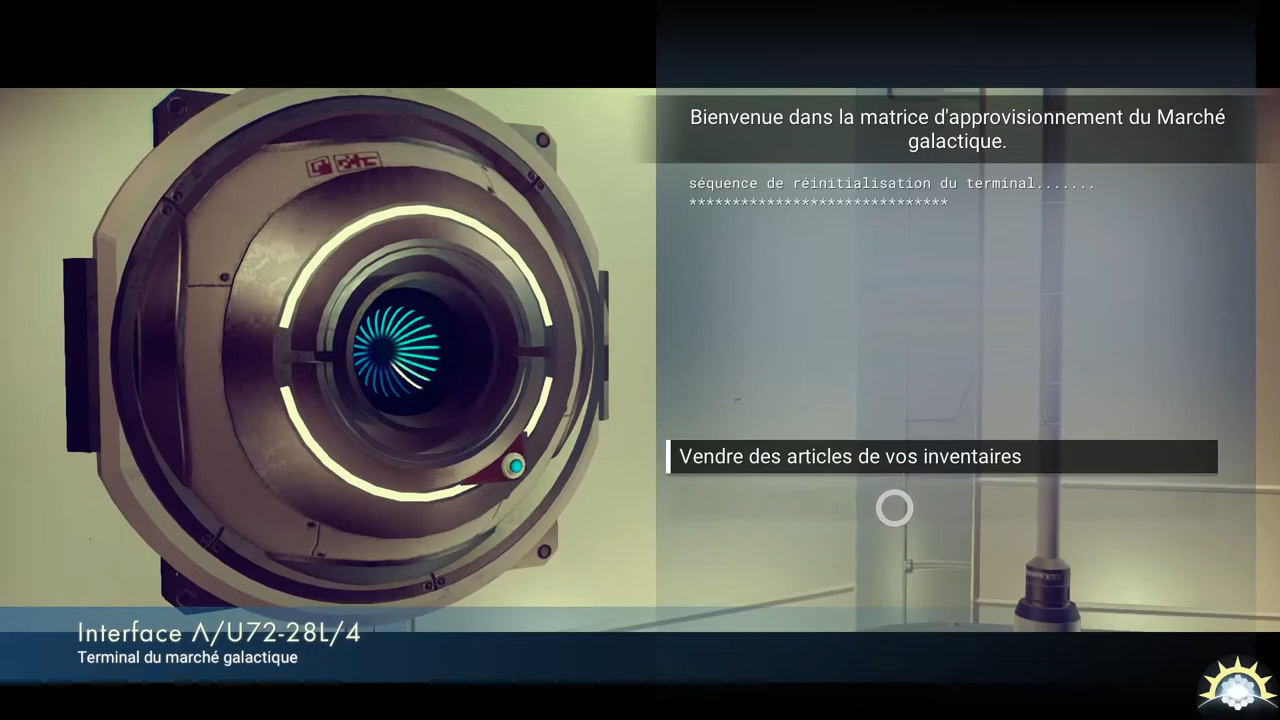 Bienvenue dans la matrice d'approvisionnement du Marché
galactique.
séquence de réinitialisation du terminal.......
******************************
Vendre des articles de vos inventaires
Interface Λ/U72-28L/4
Terminal du marché galactique